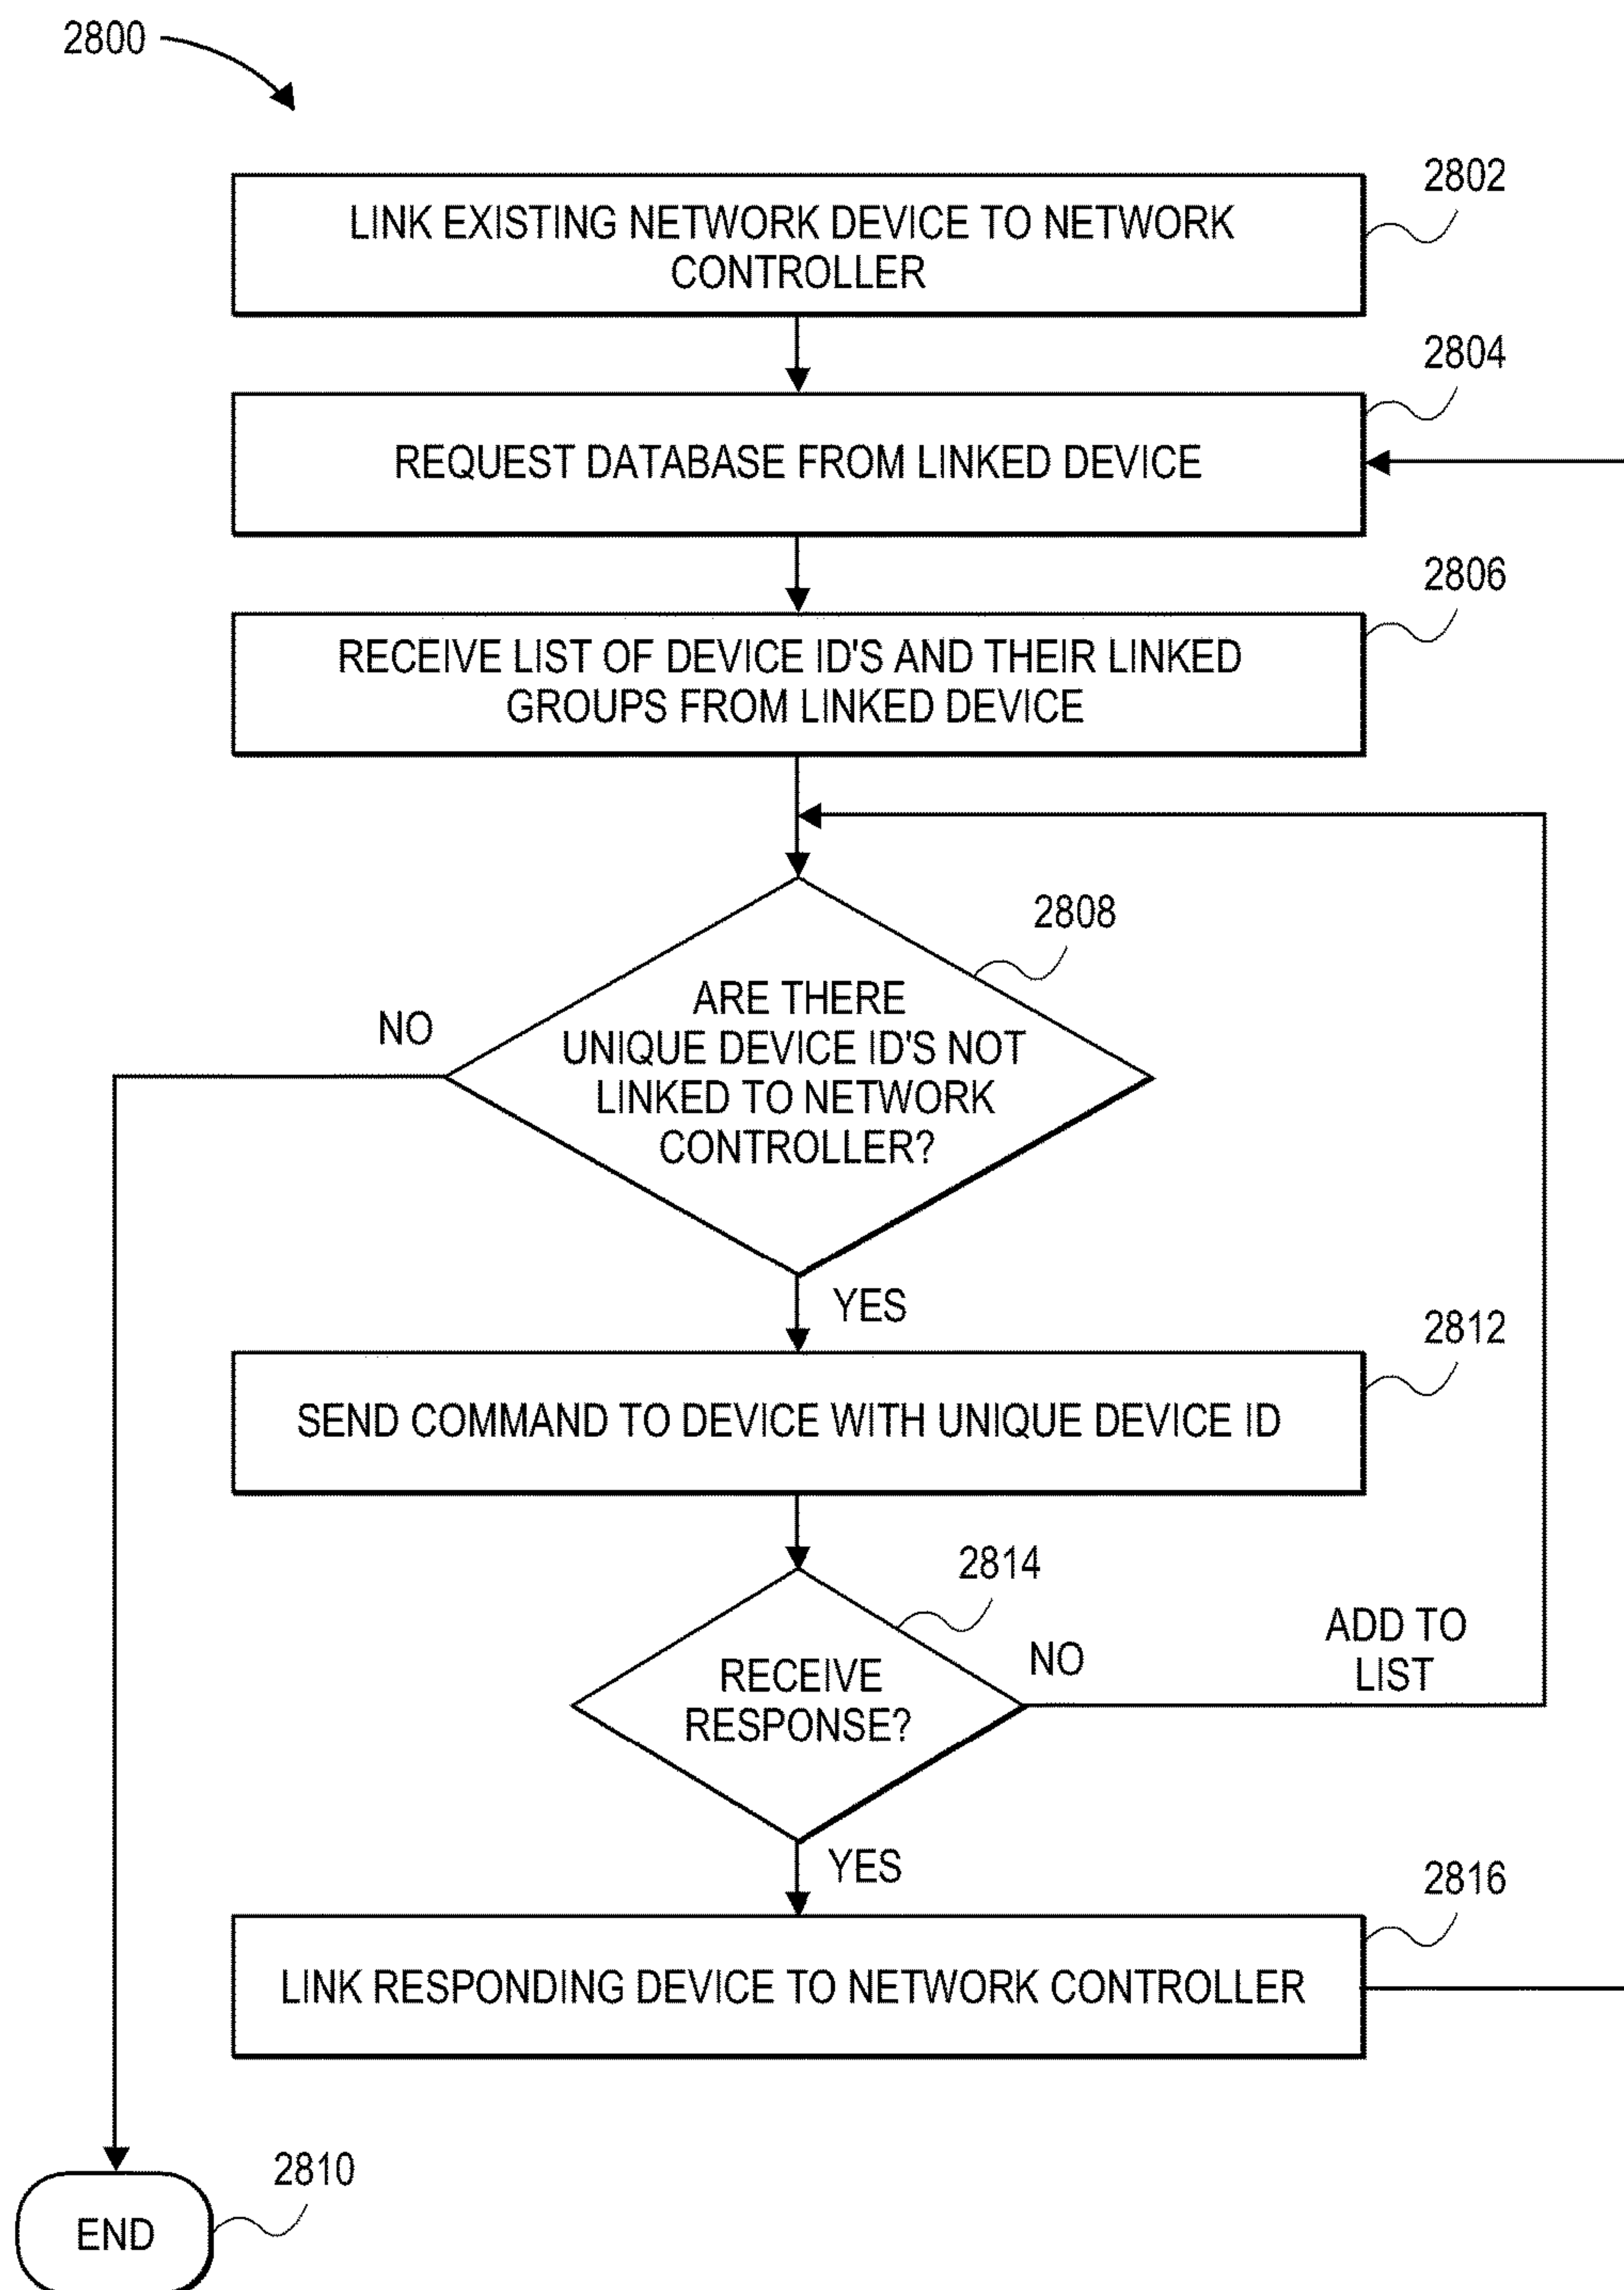 2800
2802
LINK EXISTING NETWORK DEVICE TO NETWORK
CONTROLLER
2804
REQUEST DATABASE FROM LINKED DEVICE
2806
RECEIVE LIST OF DEVICE ID'S AND THEIR LINKED
GROUPS FROM LINKED DEVICE
2808
ARE THERE
UNIQUE DEVICE ID'S NOT
LINKED TO NETWORK
CONTROLLER?
NO
YES
2812
SEND COMMAND TO DEVICE WITH UNIQUE DEVICE ID
2814
RECEIVE
RESPONSE?
NO
ADD TO
LIST
YES
2816
LINK RESPONDING DEVICE TO NETWORK CONTROLLER
2810
END